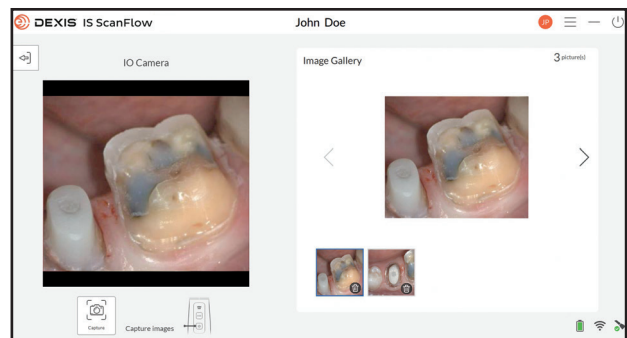 DEXIS IS ScanFlow
John Doe
JP
IO Camera
Image Gallery
3 picture(s)
Capture
Capture images